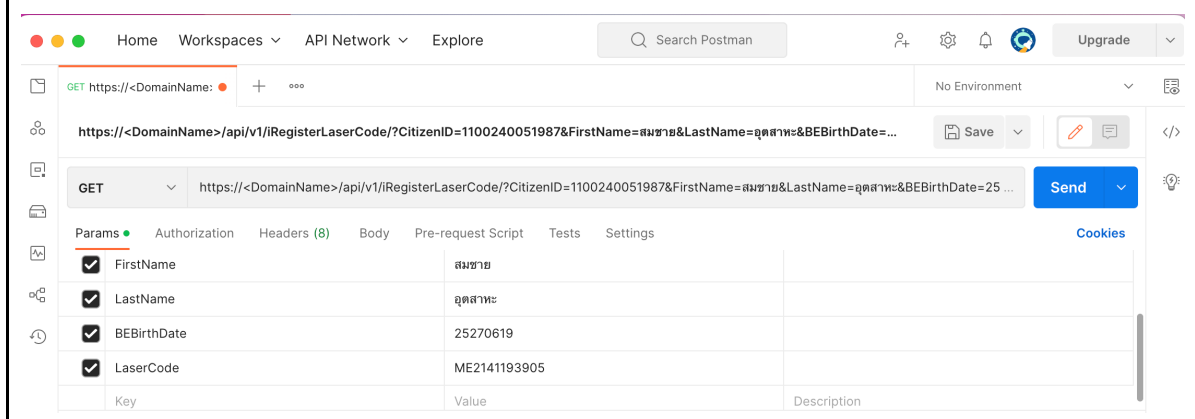 Home Workspaces API Network Explore Search Postman Upgrade
GET https://<DomainName: No Environment
https://<DomainName>/api/v1/iRegisterLaserCode/?CitizenID=1100240051987&FirstName=สมชาย&LastName=อุตสาหะ&BEBirthDate=... Save
GET https://<DomainName>/api/v1/iRegisterLaserCode/?CitizenID=1100240051987&FirstName=สมชาย&LastName=อุตสาหะ&BEBirthDate=25 ... Send
Params Authorization Headers (8) Body Pre-request Script Tests Settings Cookies
FirstName สมชาย
LastName อุตสาหะ
BEBirthDate 25270619
LaserCode ME2141193905
Key Value Description